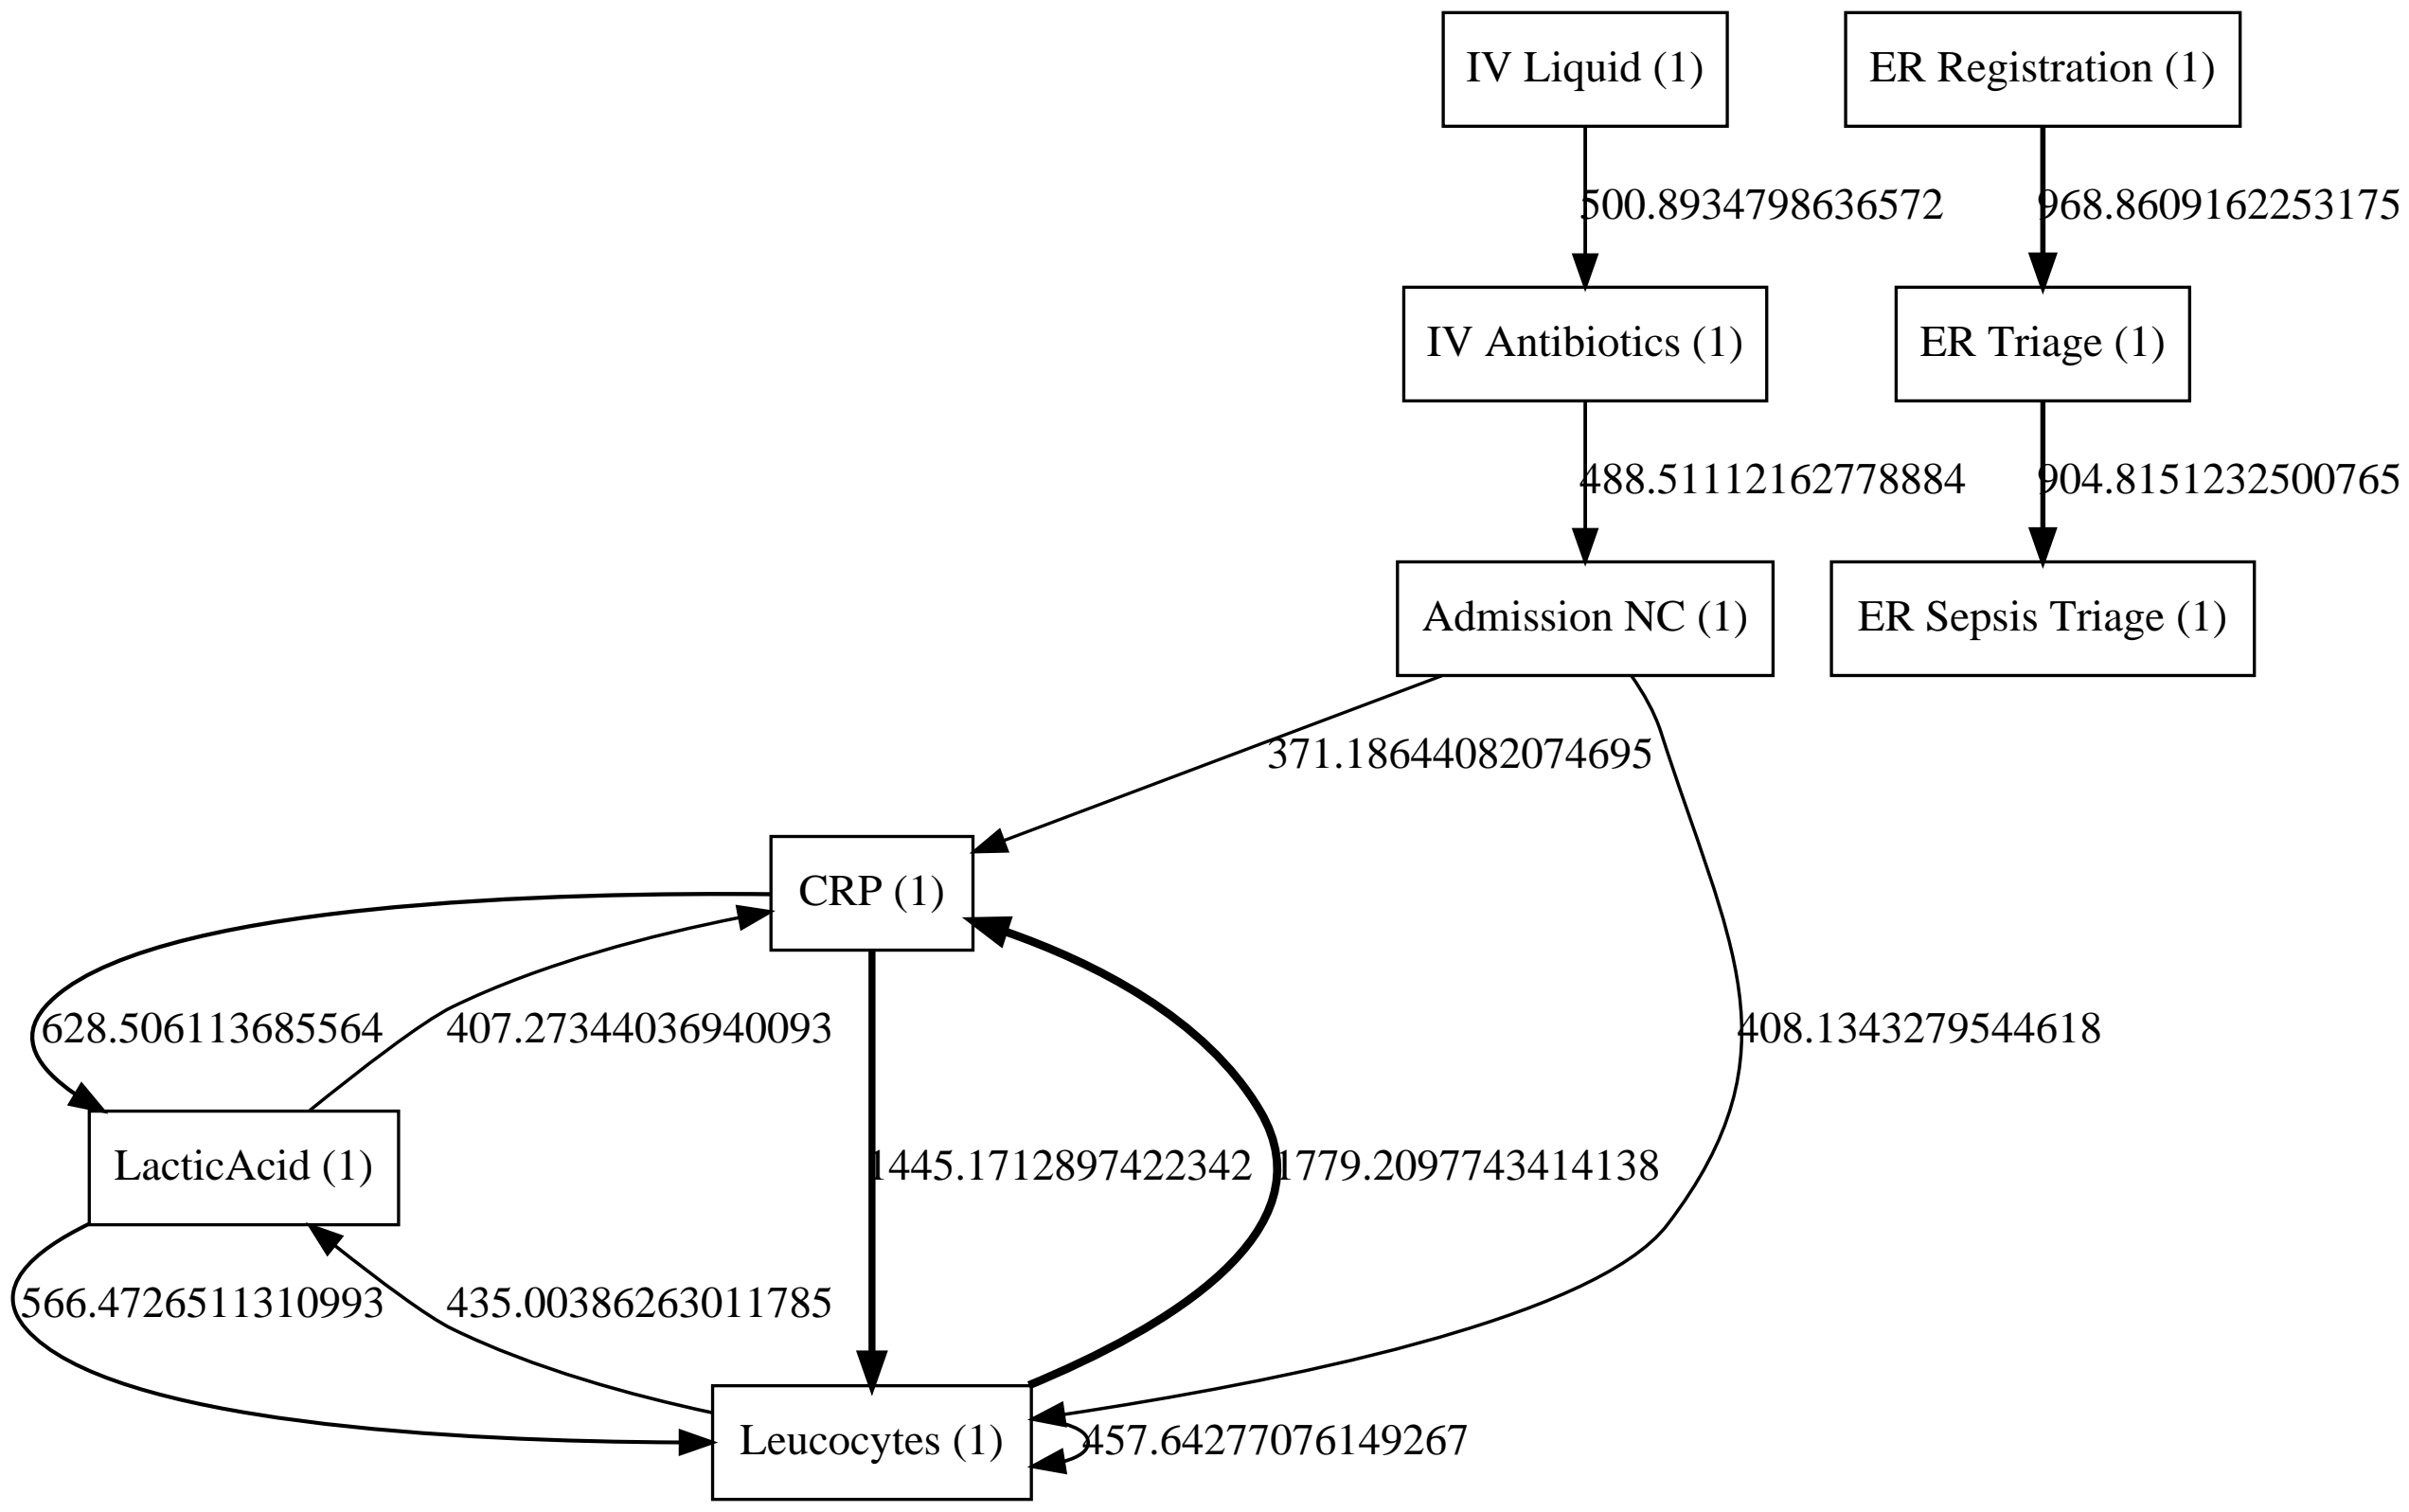 IV Liquid (1)
ER Registration (1)
500.8934798636572
968.8609162253175
IV Antibiotics (1)
ER Triage (1)
488.51112162778884
904.8151232500765
Admission NC (1)
ER Sepsis Triage (1)
371.18644082074695
CRP (1)
628.506113685564
407.27344036940093
408.1343279544618
LacticAcid (1)
1445.1712897422342
1779.2097743414138
566.4726511310993
435.00386263011785
Leucocytes (1)
457.64277076149267